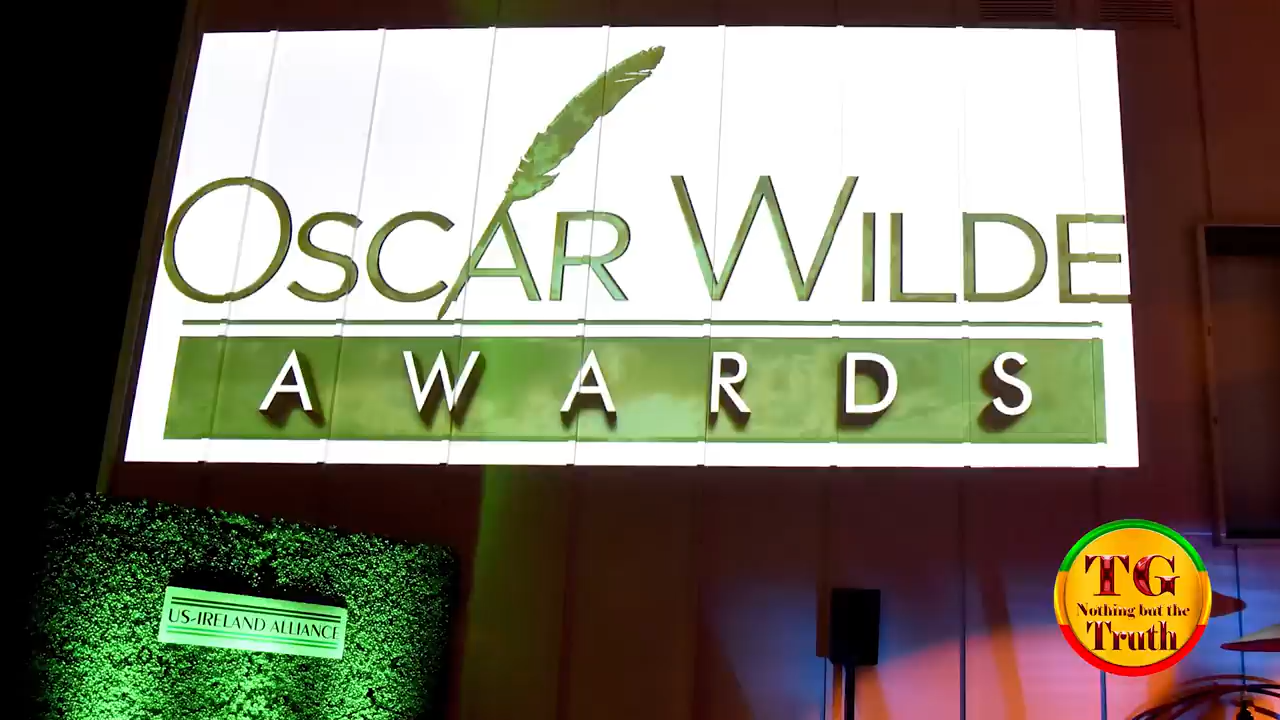 OSCAR WILDE
AWARDS
US-IRELAND ALLIANCE
TG
Nothing but the
Truth